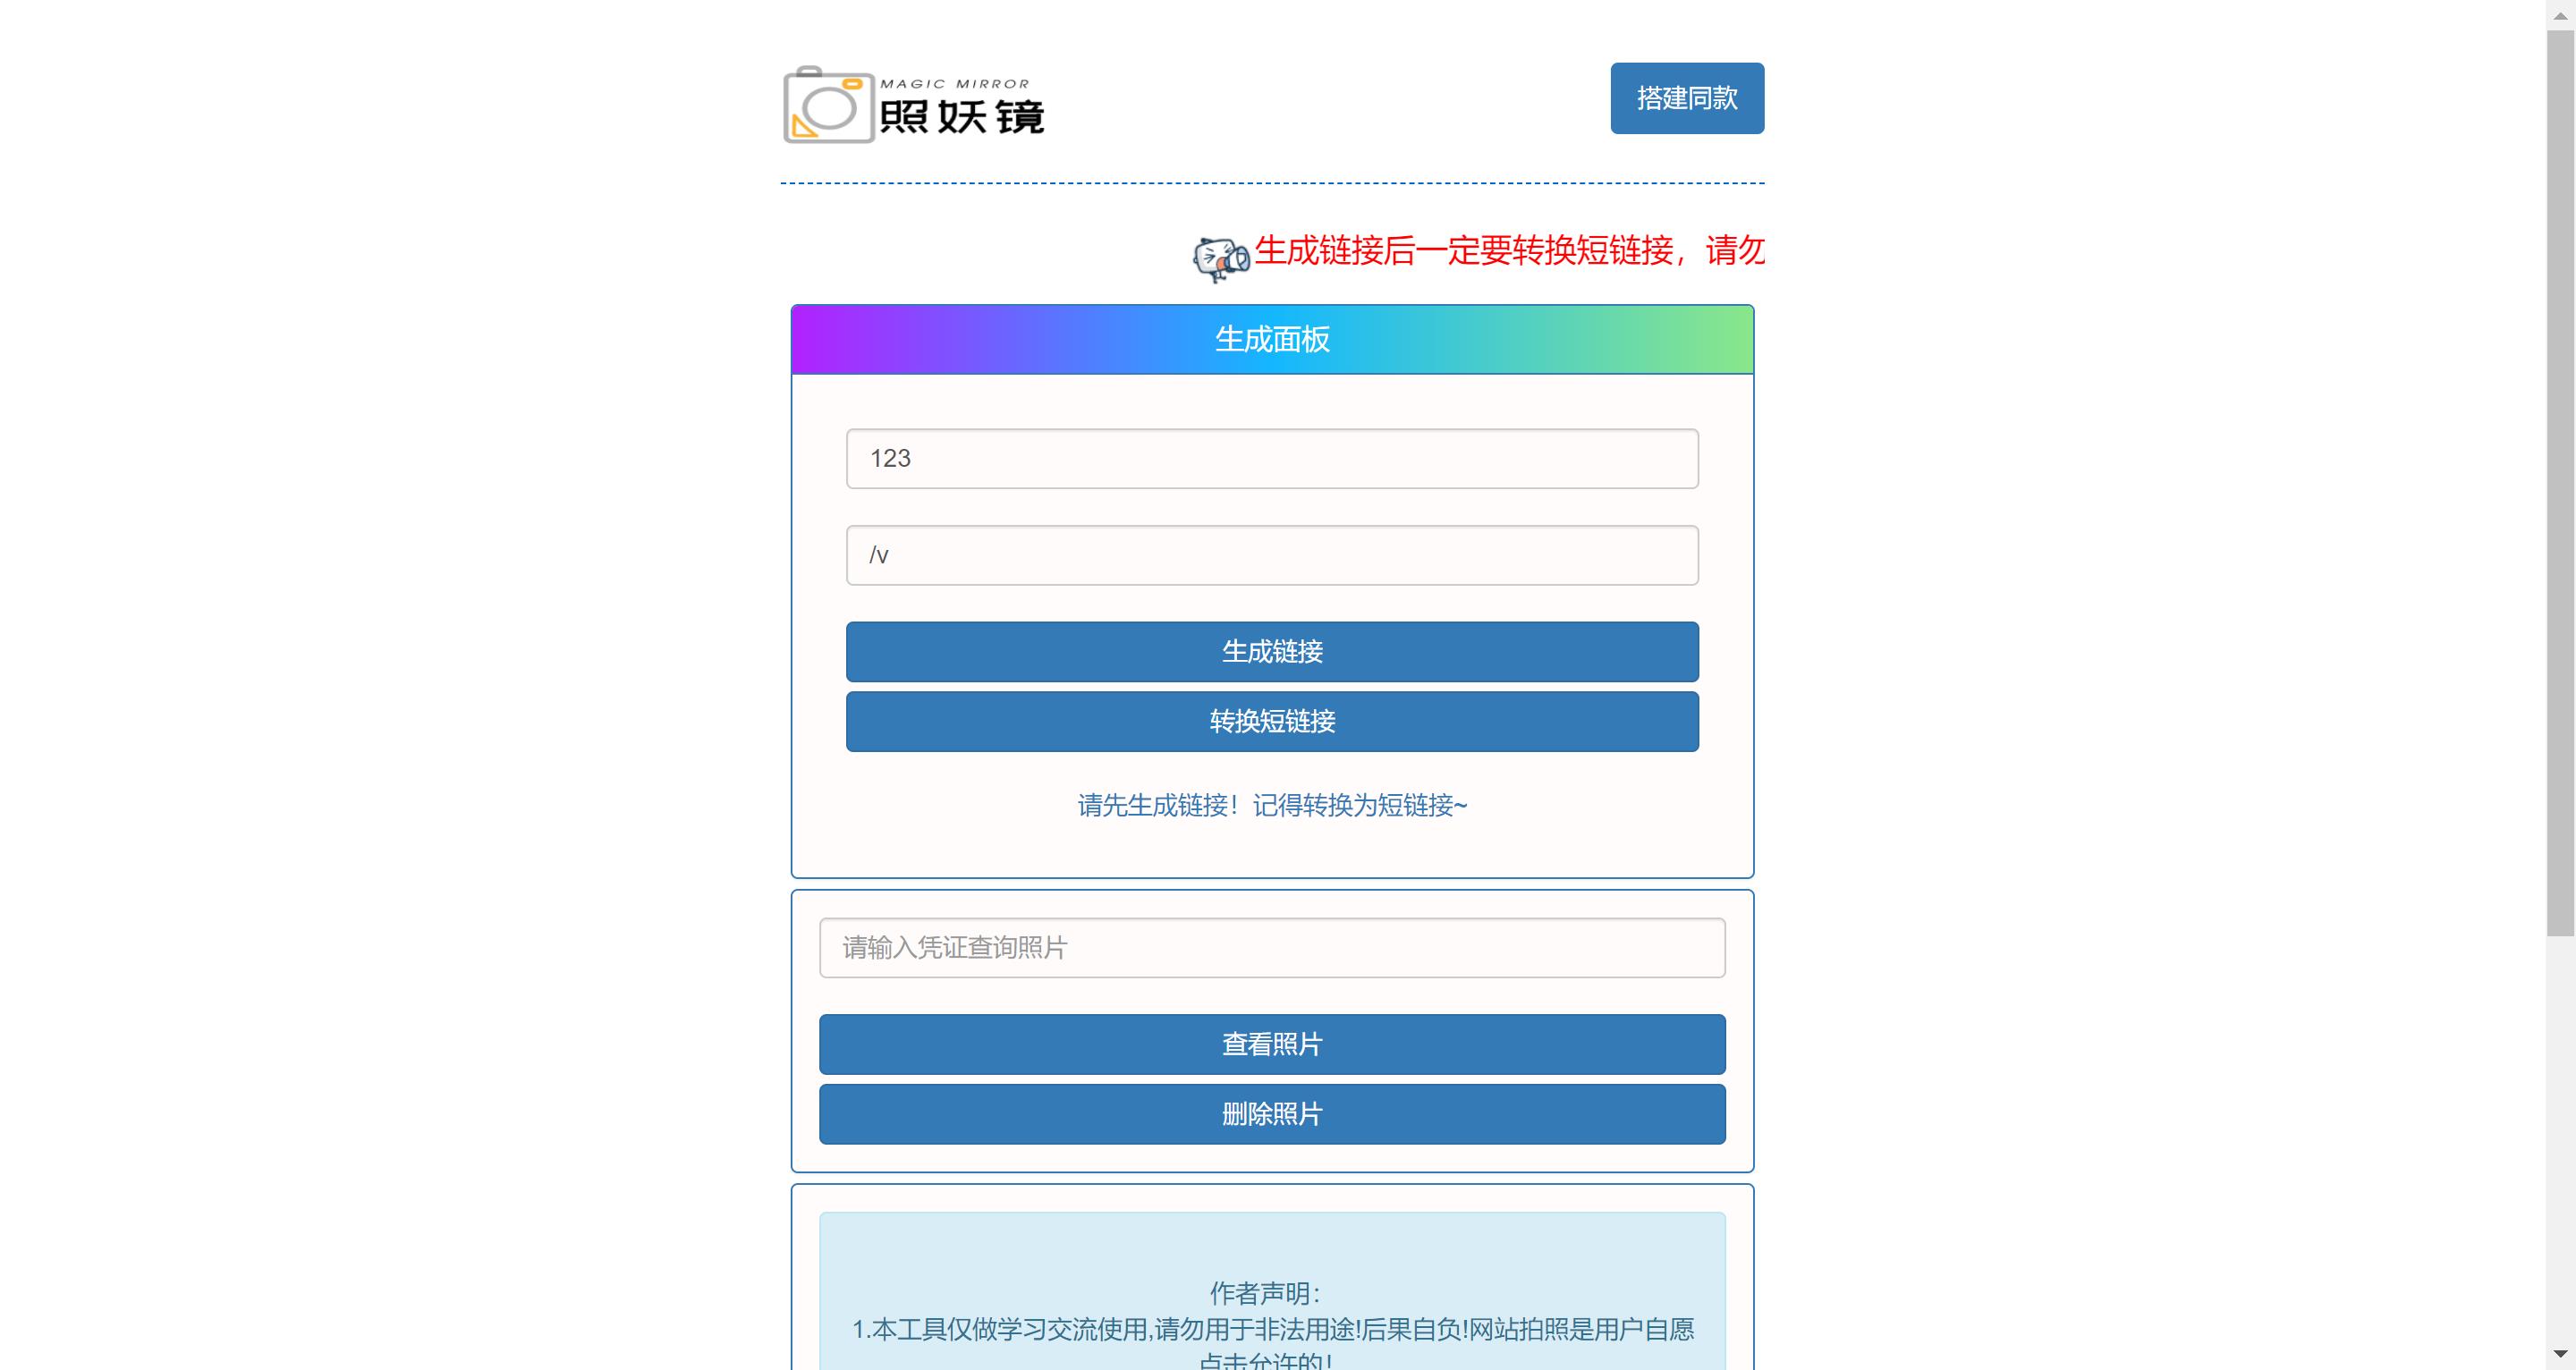 MAGIC MIRROR
照妖镜
搭建同款
生成链接后一定要转换短链接，请勿
生成面板
123
/v
生成链接
转换短链接
请先生成链接！记得转换为短链接~
请输入凭证查询照片
查看照片
删除照片
作者声明：
1.本工具仅做学习交流使用,请勿用于非法用途!后果自负!网站拍照是用户自愿
点击允许的！